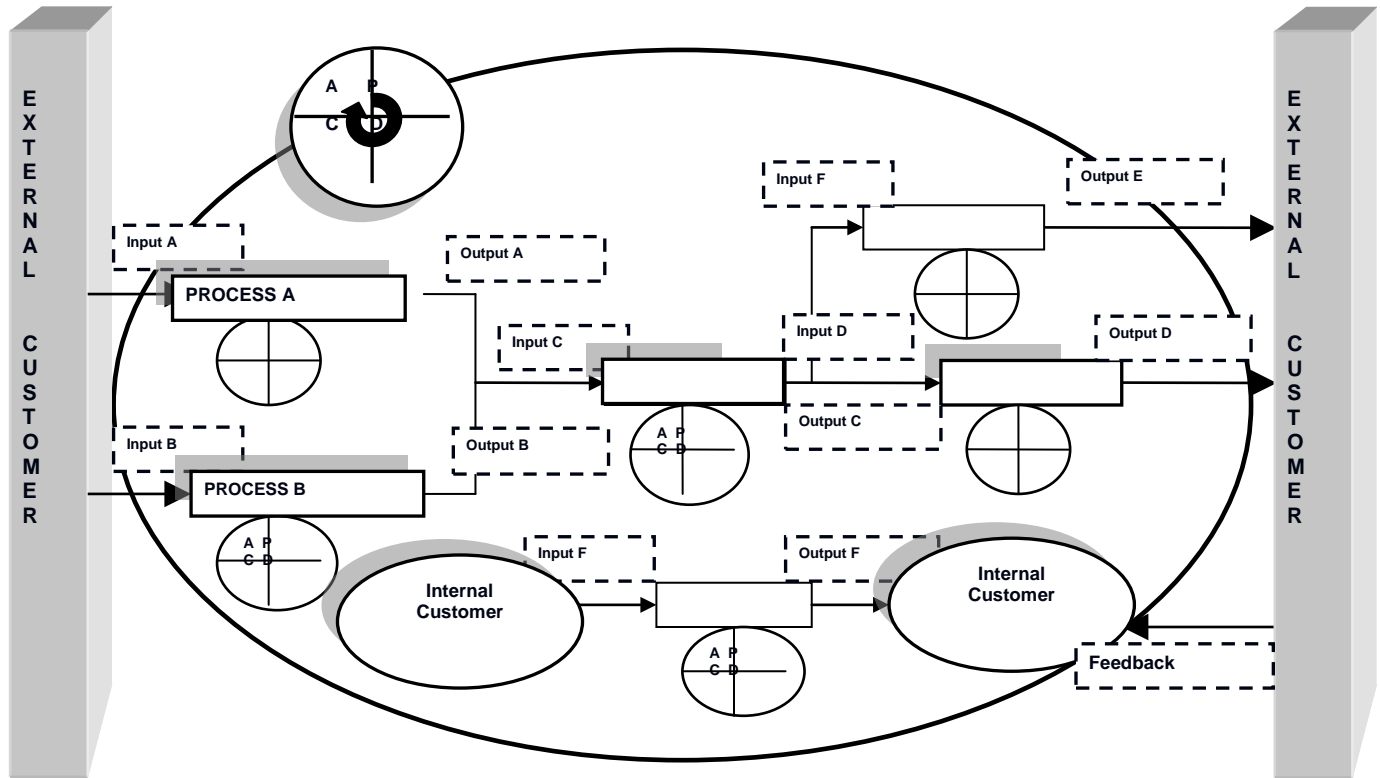 EXTERNAL CUSTOMER
A P
C D
Input A
PROCESS A
Output A
Input B
PROCESS B
A P
C D
Output B
Input C
A P
C D
Input D
Output C
Input F
Output E
Output D
Internal
Customer
Input F
A P
C D
Output F
Internal
Customer
Feedback
EXTERNAL CUSTOMER